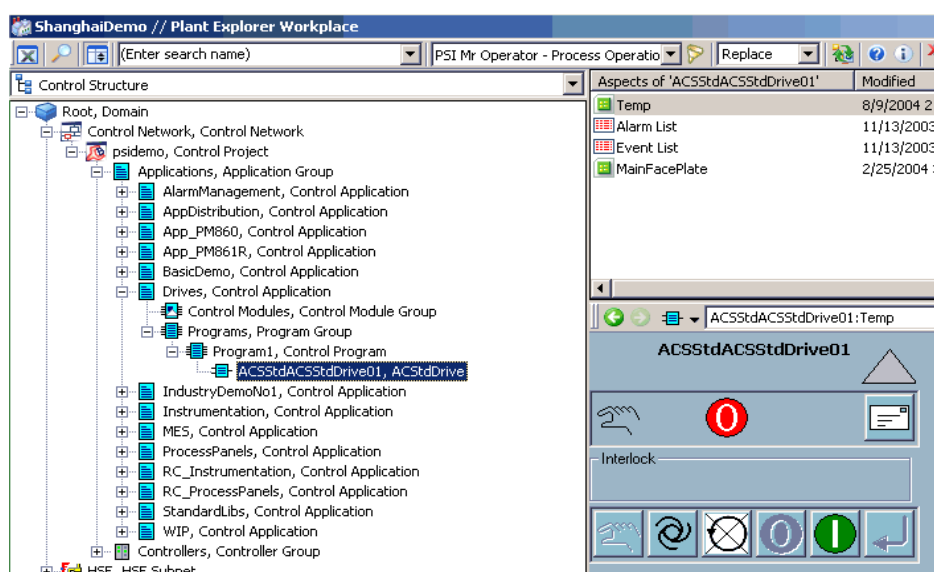 ShanghaiDemo // Plant Explorer Workplace
(Enter search name)
PSI Mr Operator - Process Operatio
Replace
Control Structure
Root, Domain
Control Network, Control Network
psidemo, Control Project
Applications, Application Group
AlarmManagement, Control Application
AppDistribution, Control Application
App_PM860, Control Application
App_PM861R, Control Application
BasicDemo, Control Application
Drives, Control Application
Control Modules, Control Module Group
Programs, Program Group
Program1, Control Program
ACSStdACSStdDrive01, ACStdDrive
IndustryDemoNo1, Control Application
Instrumentation, Control Application
MES, Control Application
ProcessPanels, Control Application
RC_Instrumentation, Control Application
RC_ProcessPanels, Control Application
StandardLibs, Control Application
WIP, Control Application
Controllers, Controller Group
HSE, HSE Subnet
Aspects of 'ACSStdACSStdDrive01' Modified
Temp 8/9/2004 2
Alarm List 11/13/2003
Event List 11/13/2003
MainFacePlate 2/25/2004
ACSStdACSStdDrive01:Temp
ACSStdACSStdDrive01
Interlock